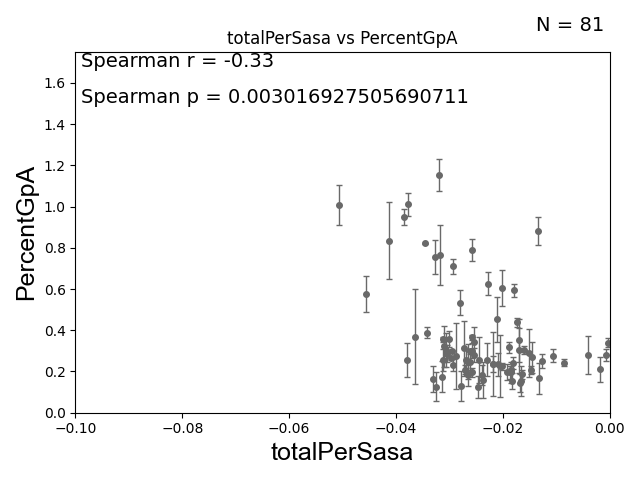 N = 81
totalPerSasa vs PercentGpA
Spearman r = -0.33
Spearman p = 0.003016927505690711
PercentGpA
1.6
1.4
1.2
1.0
0.8
0.6
0.4
0.2
0.0
−0.10 −0.08 −0.06 −0.04 −0.02 0.00
totalPerSasa